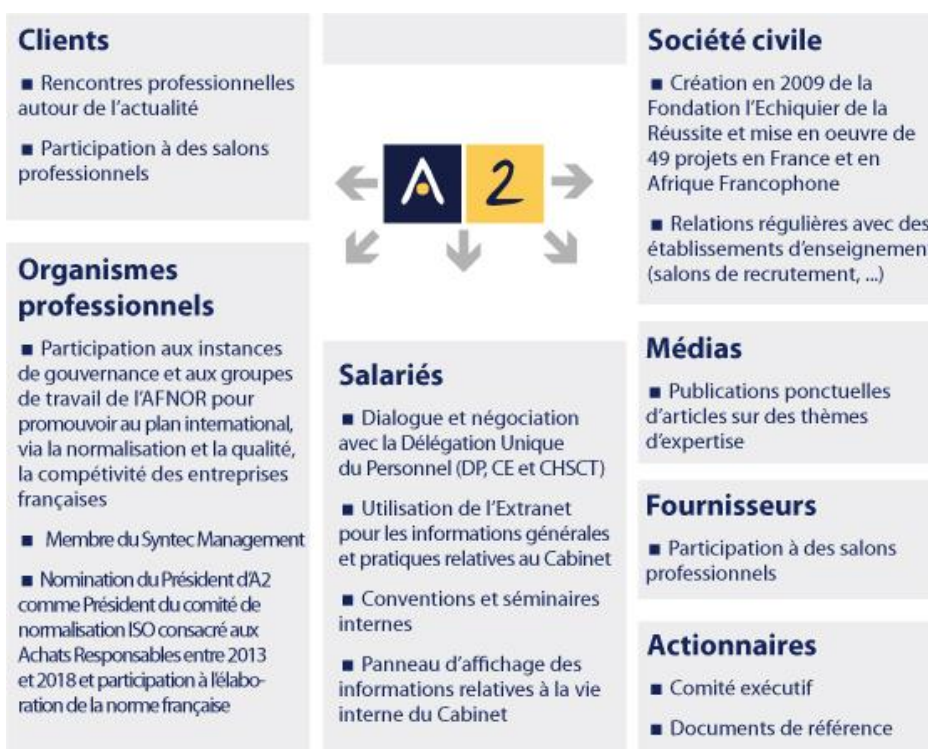 Clients
■ Rencontres professionnelles
autour de l'actualité
■ Participation à des salons
professionnels
Organismes
professionnels
■ Participation aux instances
de gouvernance et aux groupes
de travail de l'AFNOR pour
promouvoir au plan international,
via la normalisation et la qualité,
la compétivité des entreprises
françaises
■ Membre du Syntec Management
■ Nomination du Président d'A2
comme Président du comité de
normalisation ISO consacré aux
Achats Responsables entre 2013
et 2018 et participation à l'élabo-
ration de la norme française
A 2
Salariés
■ Dialogue et négociation
avec la Délégation Unique
du Personnel (DP, CE et CHSCT)
■ Utilisation de l'Extranet
pour les informations générales
et pratiques relatives au Cabinet
■ Conventions et séminaires
internes
■ Panneau d'affichage des
informations relatives à la vie
interne du Cabinet
Société civile
■ Création en 2009 de la
Fondation l'Echiquier de la
Réussite et mise en oeuvre de
49 projets en France et en
Afrique Francophone
■ Relations régulières avec des
établissements d'enseignemen
(salons de recrutement, ...)
Médias
■ Publications ponctuelles
d'articles sur des thèmes
d'expertise
Fournisseurs
■ Participation à des salons
professionnels
Actionnaires
■ Comité exécutif
■ Documents de référence